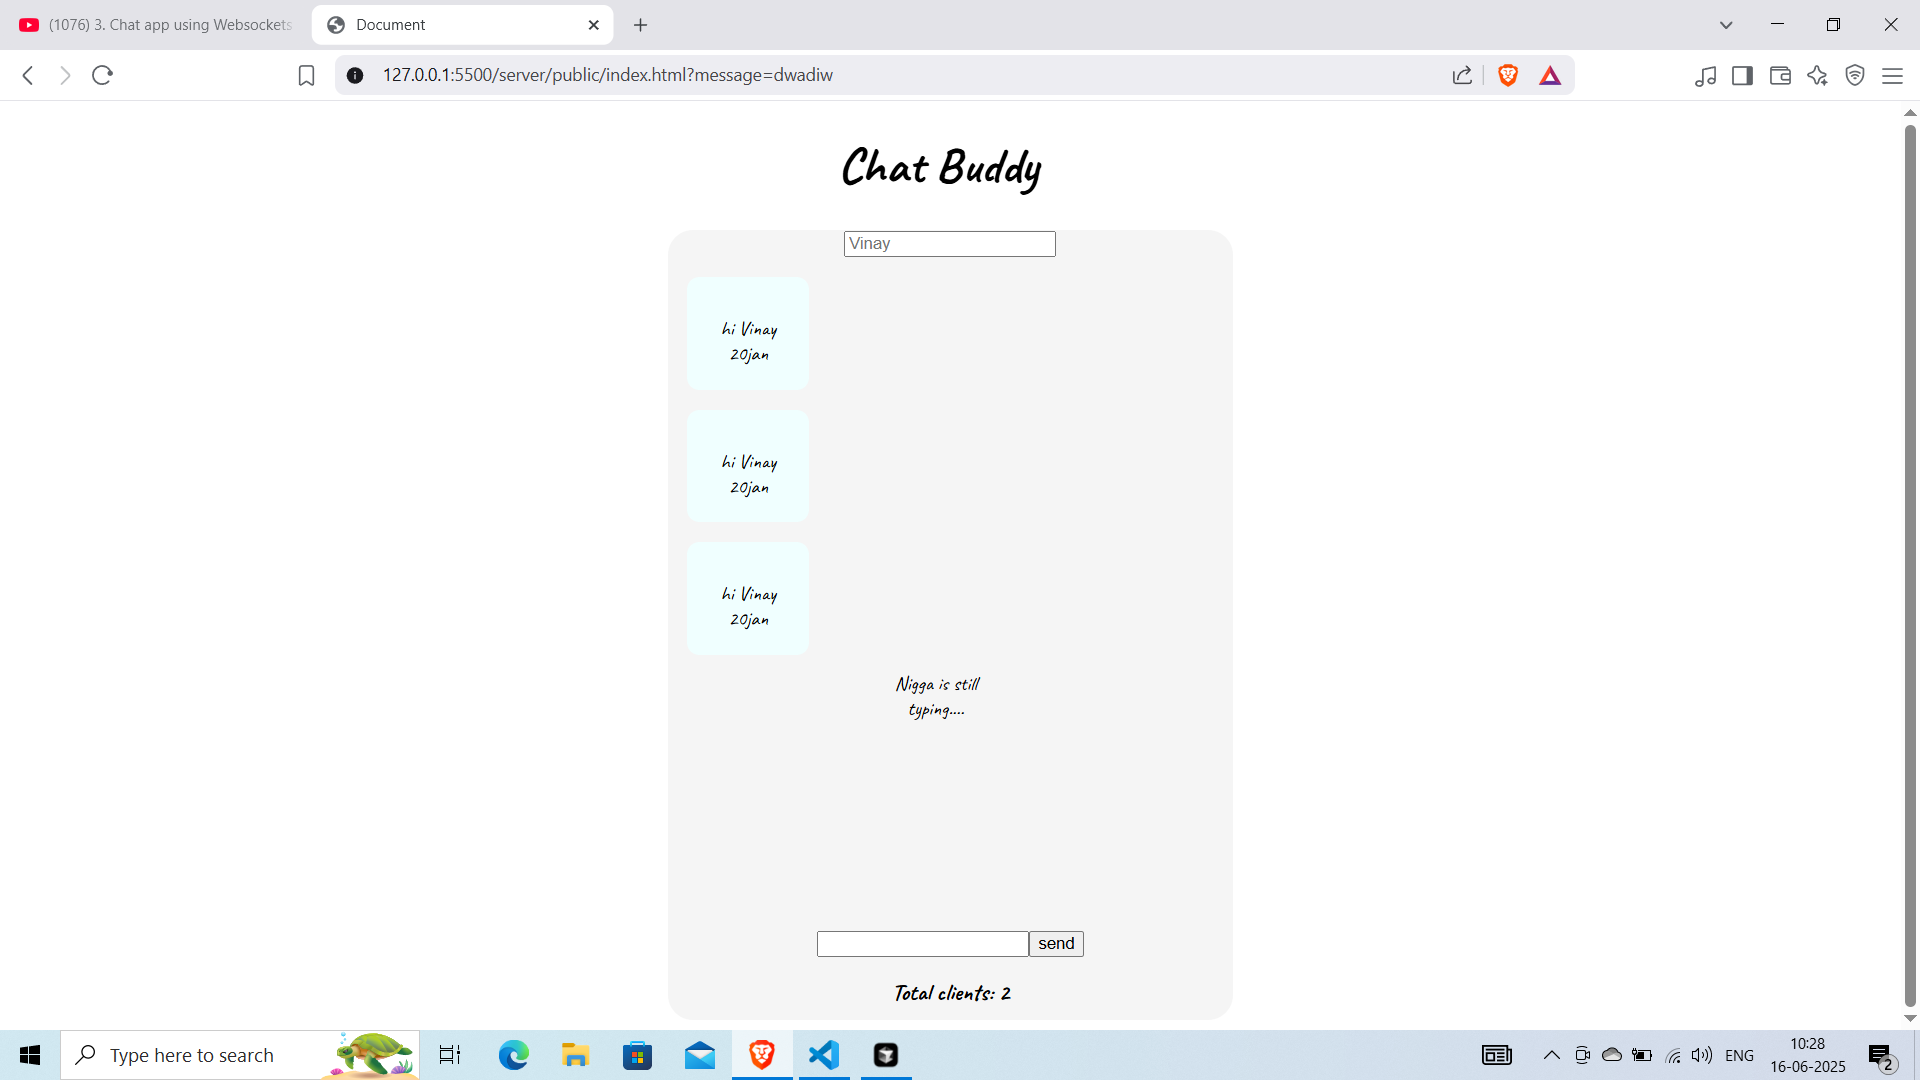 (1076) 3. Chat app using Websockets
Document
127.0.0.1:5500/server/public/index.html?message=dwadiw
Chat Buddy
Vinay
hi Vinay
20jan
hi Vinay
20jan
hi Vinay
20jan
Nigga is still
typing....
send
Total clients: 2
Type here to search
ENG
10:28
16-06-2025
2